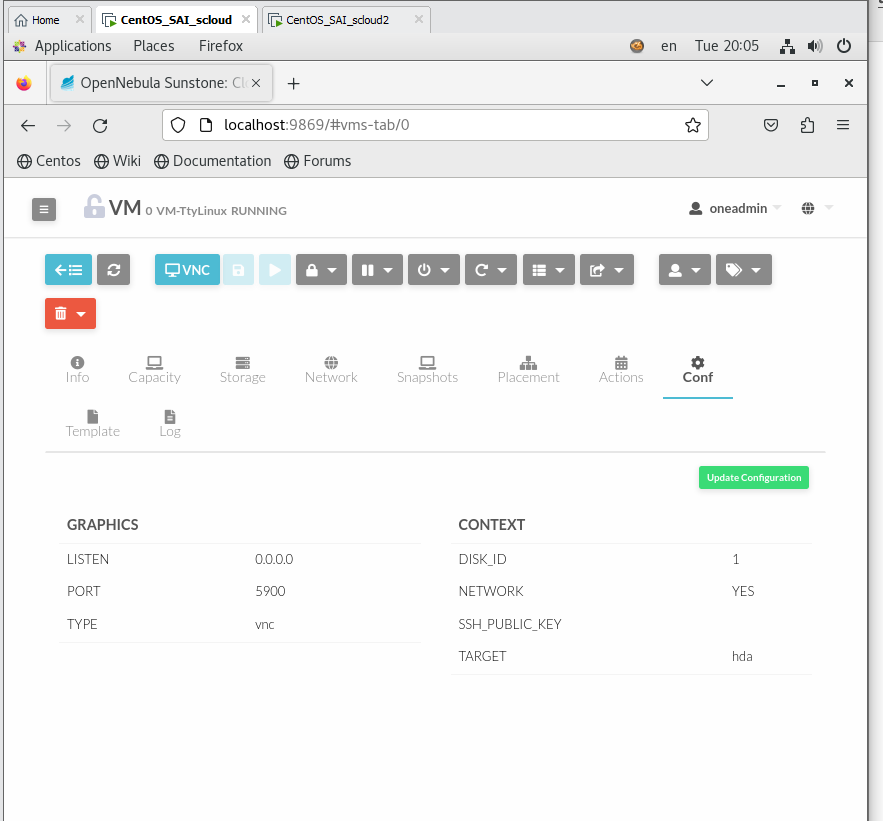 Home
CentOS_SAI_scloud
CentOS_SAI_scloud2
Applications Places Firefox en Tue 20:05
OpenNebula Sunstone: Cl
localhost:9869/#vms-tab/0
Centos Wiki Documentation Forums
VM 0 VM-TtyLinux RUNNING oneadmin
VNC
Info Capacity Storage Network Snapshots Placement Actions Conf
Template Log
Update Configuration
GRAPHICS
LISTEN 0.0.0.0
PORT 5900
TYPE vnc
CONTEXT
DISK_ID 1
NETWORK YES
SSH_PUBLIC_KEY
TARGET hda